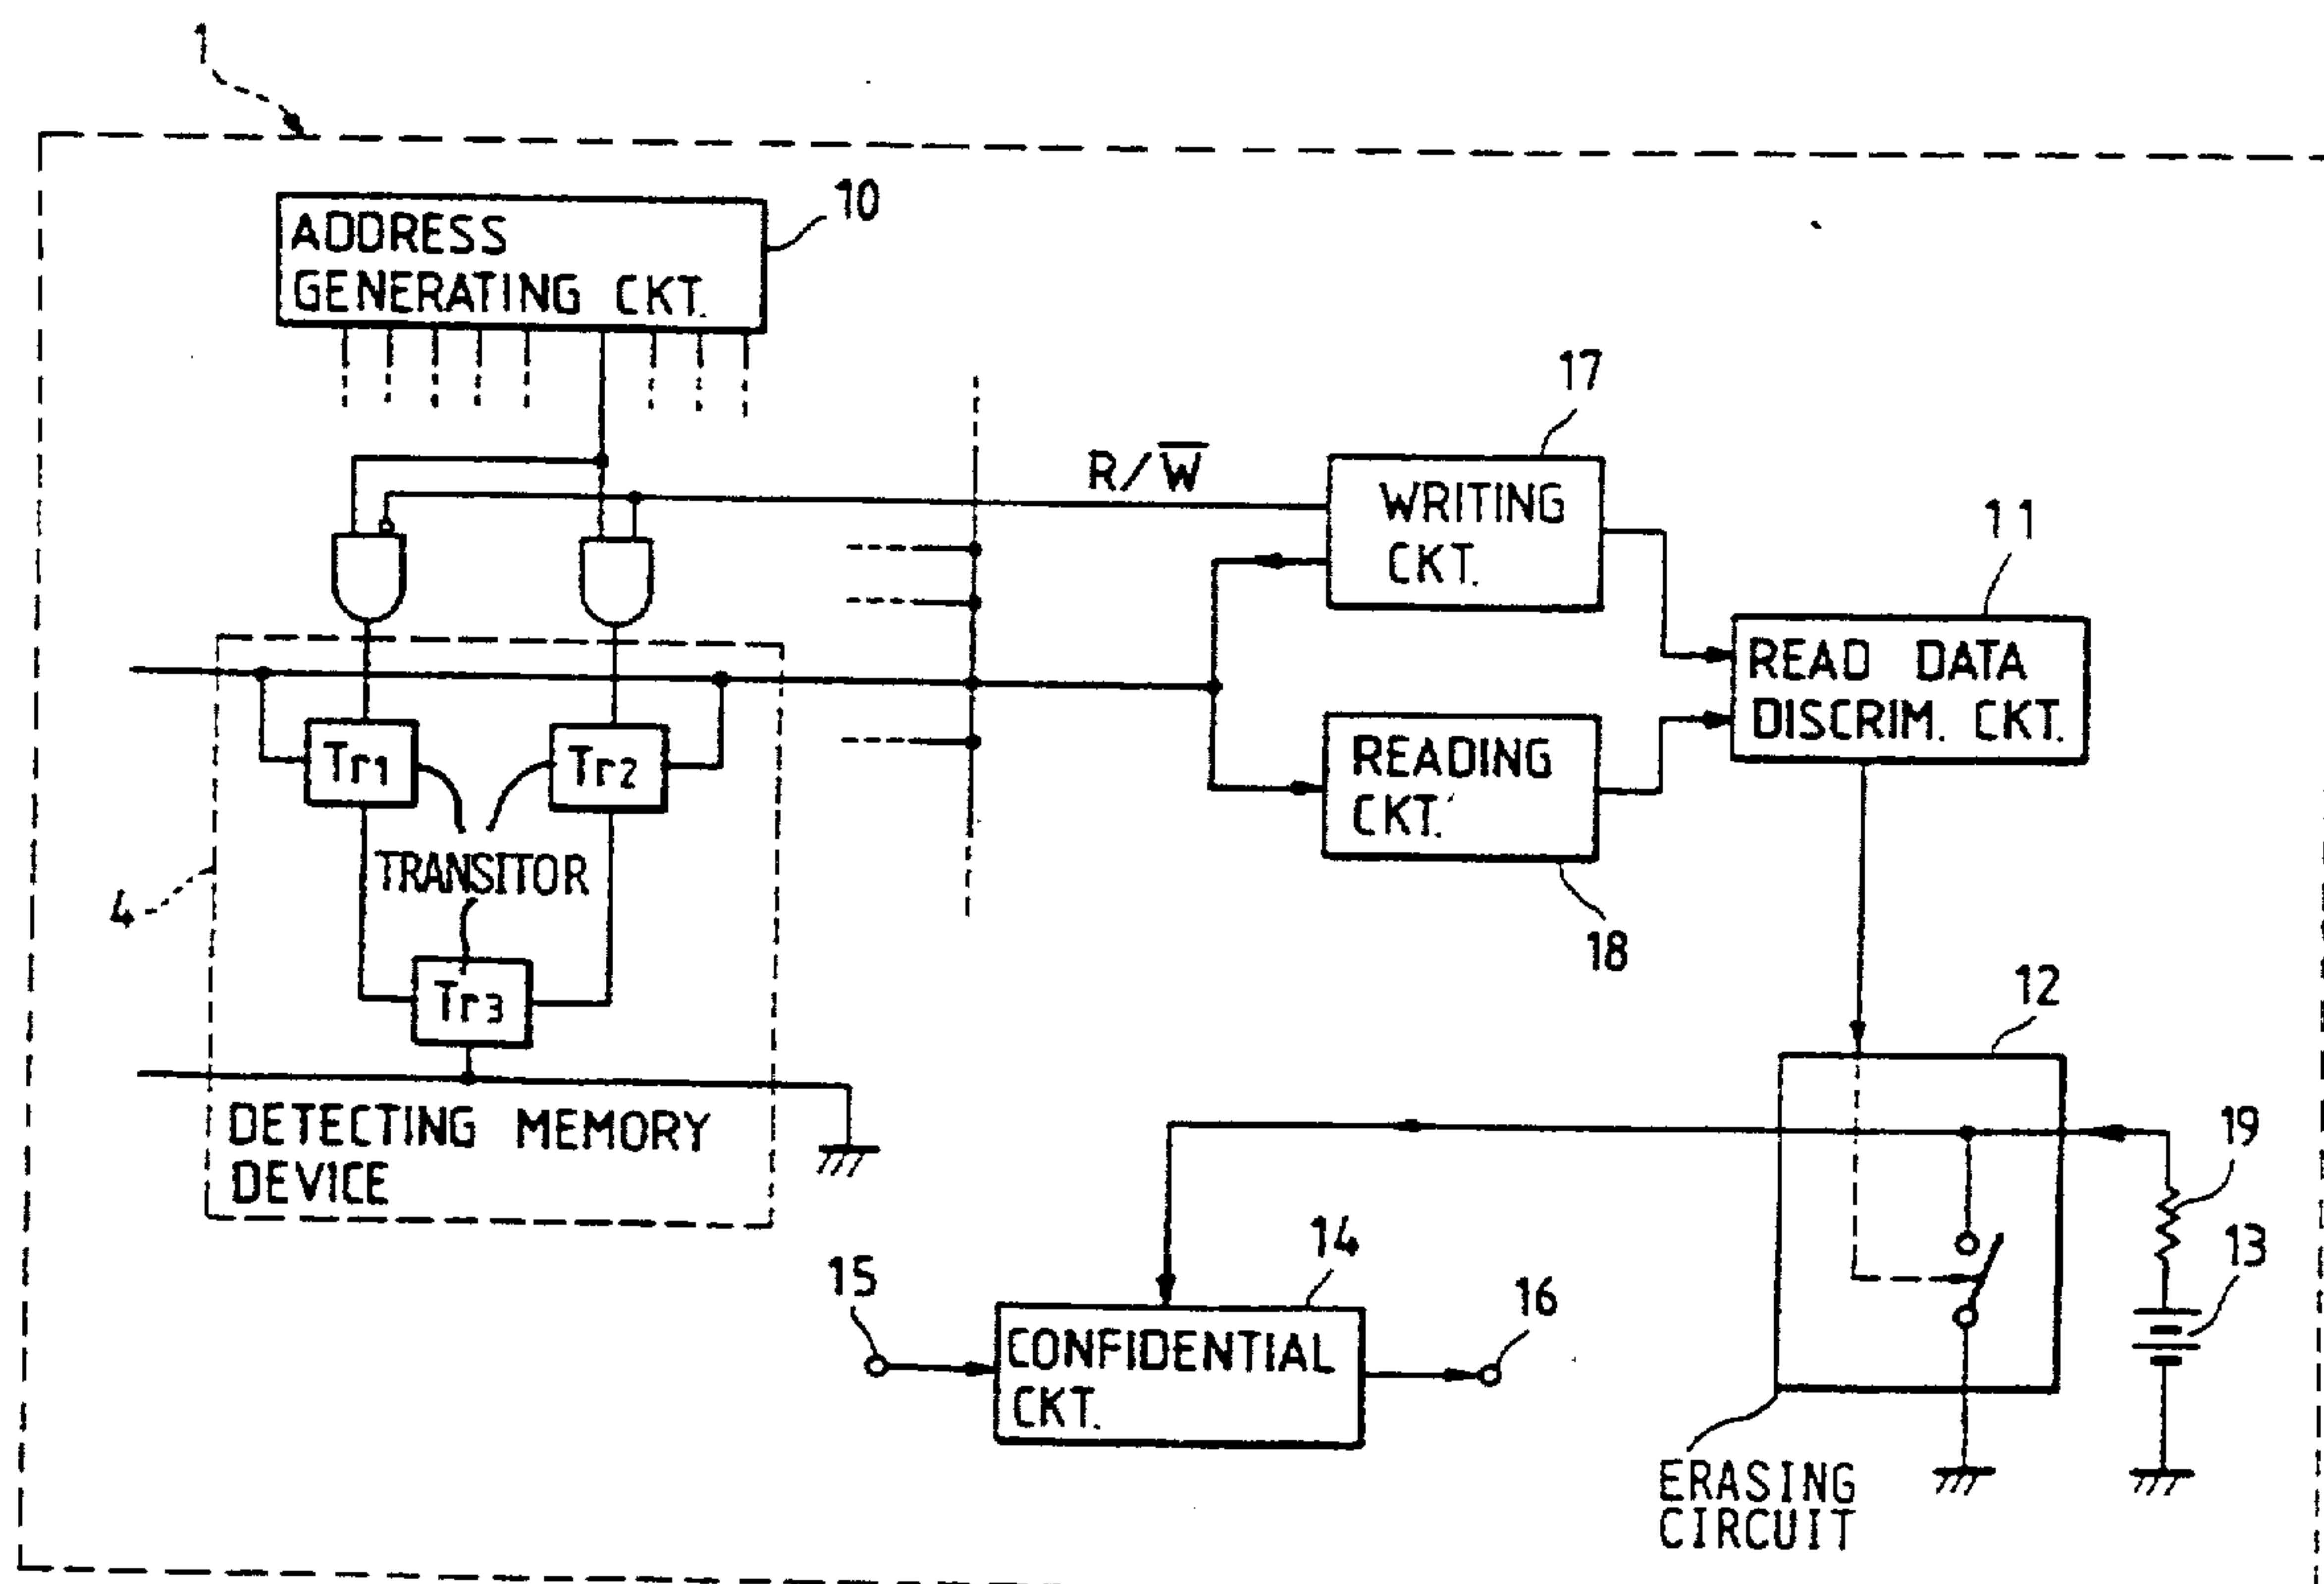 1
10
ADDRESS
GENERATING CKT.
17
R/W̅
WRITING
CKT.
11
READ DATA
DISCRIM. CKT.
Tr1
Tr2
READING
CKT.
TRANSITOR
4
18
Tr3
12
DETECTING MEMORY
DEVICE
19
14
13
15
16
CONFIDENTIAL
CKT.
ERASING
CIRCUIT